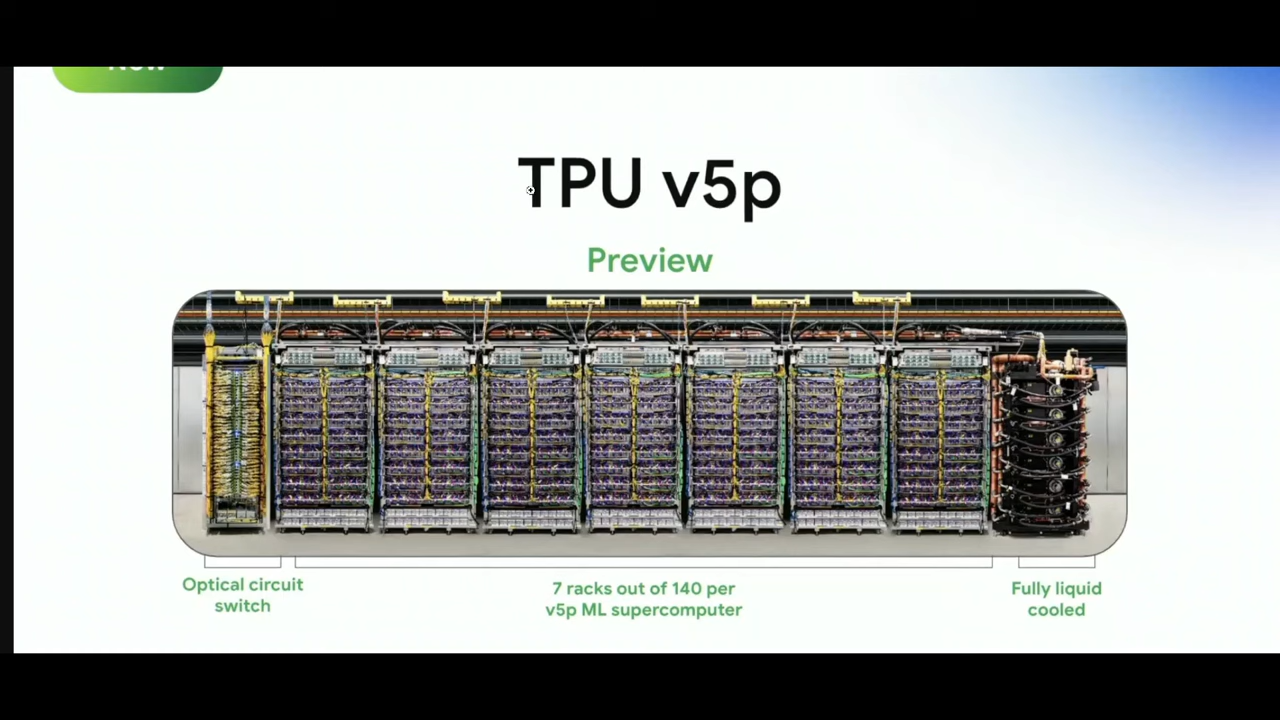 TPU v5p
Preview
Optical circuit
switch
7 racks out of 140 per
v5p ML supercomputer
Fully liquid
cooled